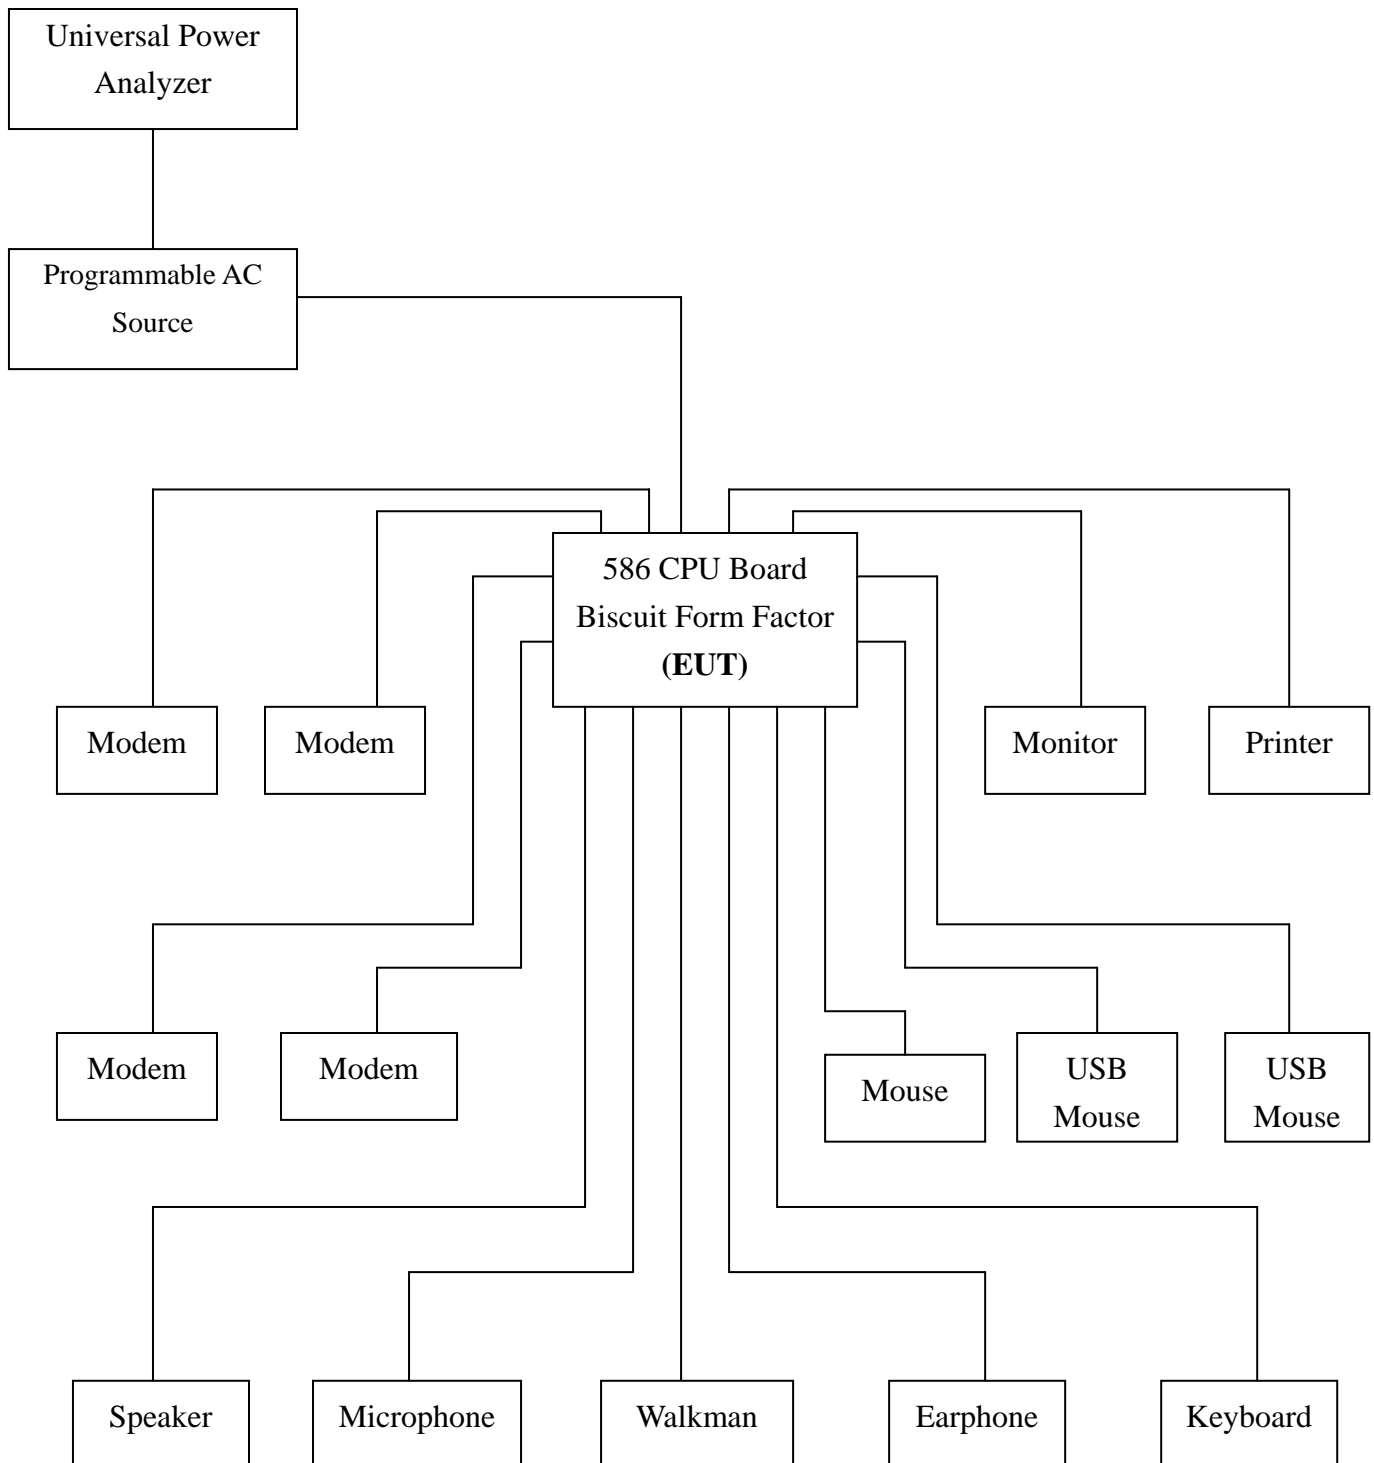 Universal Power
Analyzer
Programmable AC
Source
586 CPU Board
Biscuit Form Factor
(EUT)
Modem
Modem
Monitor
Printer
Modem
Modem
Mouse
USB
Mouse
USB
Mouse
Speaker
Microphone
Walkman
Earphone
Keyboard